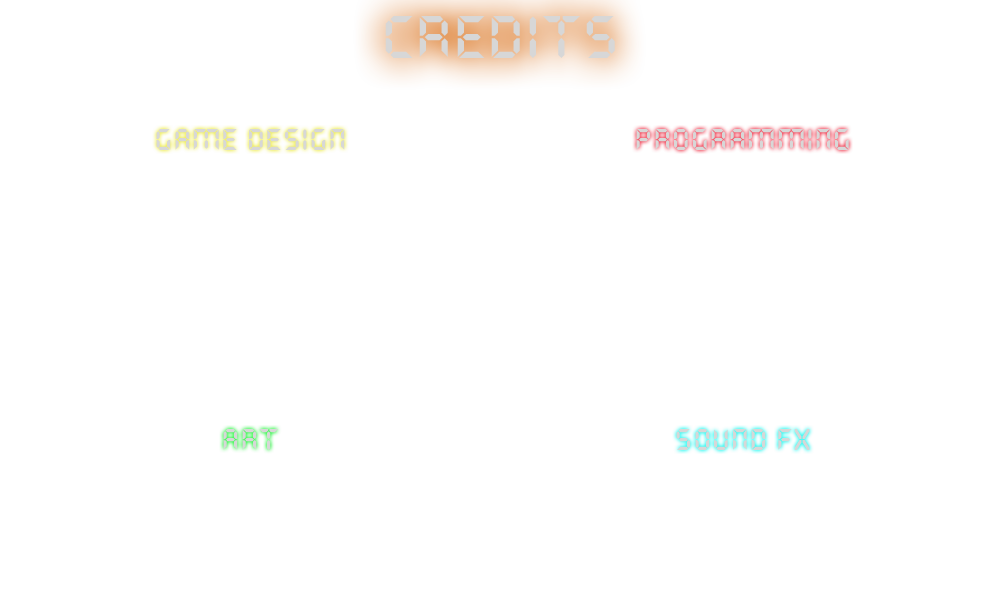 CREDITS
GAME DESIGN
PROGRAMMING
ART
SOUND FX